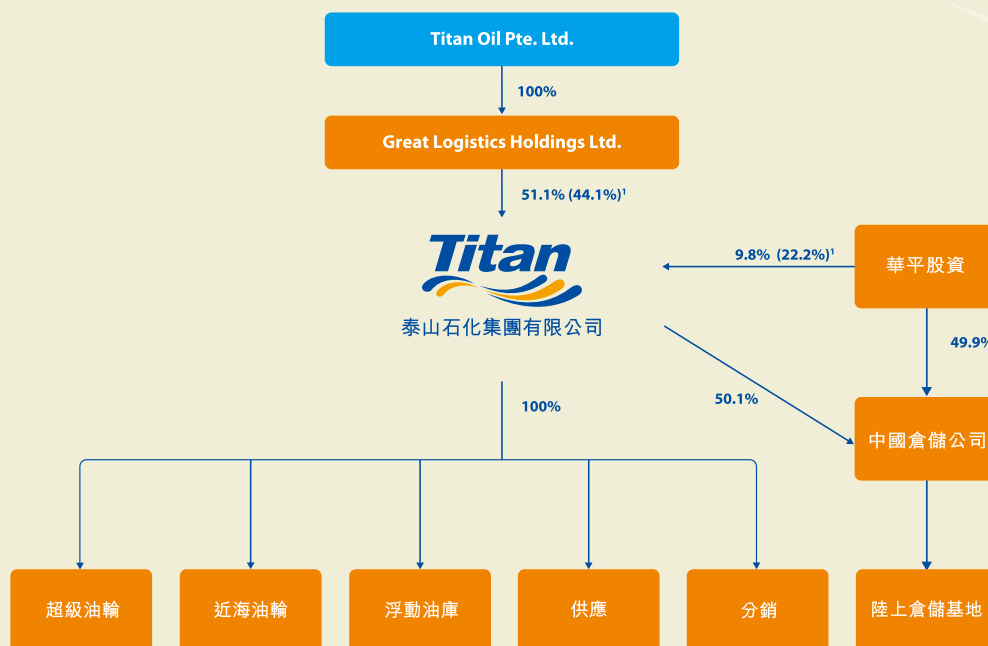 Titan Oil Pte. Ltd.
100%
Great Logistics Holdings Ltd.
51.1% (44.1%)¹
Titan
泰山石化集團有限公司
9.8% (22.2%)¹
華平股資
49.9%
50.1%
中國倉儲公司
100%
超級油輪
近海油輪
浮動油庫
供應
分銷
陸上倉儲基地